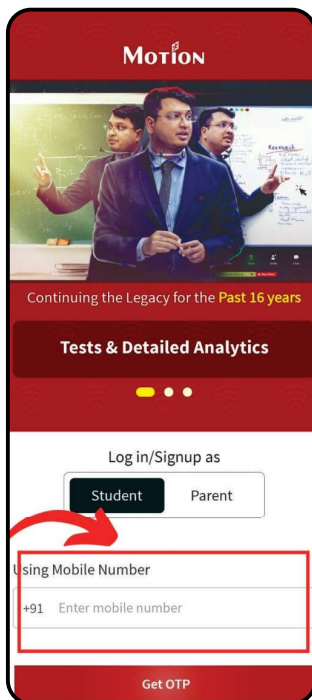 MOTION
Research
Continuing the Legacy for the Past 16 years
Tests & Detailed Analytics
Log in/Signup as
Student Parent
Using Mobile Number
+91 Enter mobile number
Get OTP